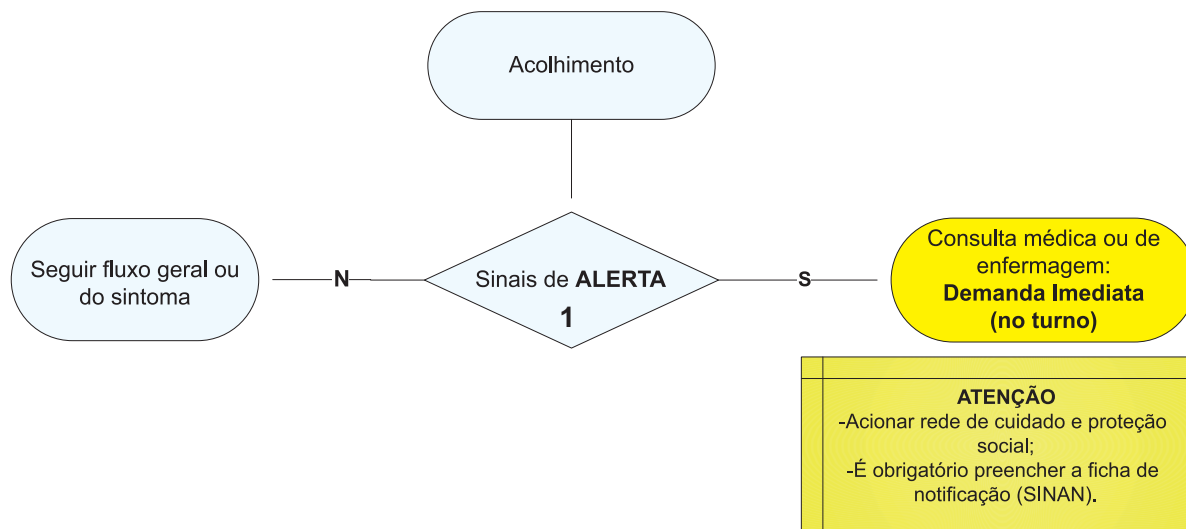 Acolhimento
Seguir fluxo geral ou
do sintoma
N
Sinais de ALERTA
1
S
Consulta médica ou de
enfermagem:
Demanda Imediata
(no turno)
ATENÇÃO
-Acionar rede de cuidado e proteção
social;
-É obrigatório preencher a ficha de
notificação (SINAN).